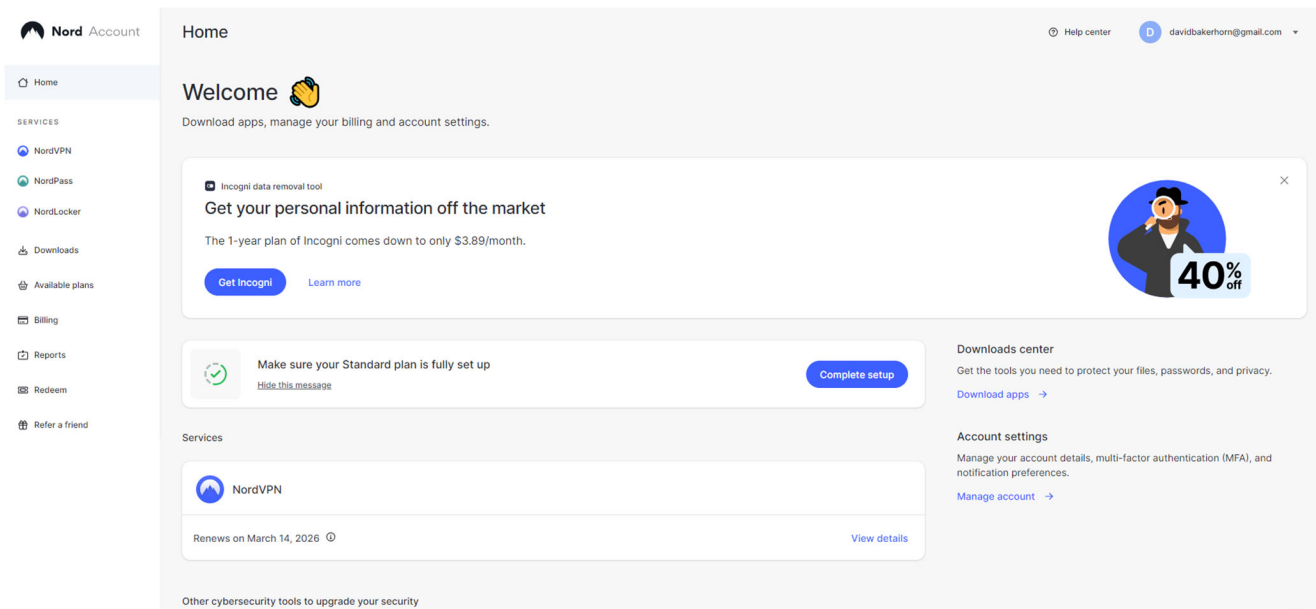 Nord Account
Home
Help center
D
davidbakerhorn@gmail.com
Home
SERVICES
NordVPN
NordPass
NordLocker
Downloads
Available plans
Billing
Reports
Redeem
Refer a friend
Welcome
Download apps, manage your billing and account settings.
Incogni data removal tool
Get your personal information off the market
The 1-year plan of Incogni comes down to only $3.89/month.
Get Incogni
Learn more
40% off
Make sure your Standard plan is fully set up
Hide this message
Complete setup
Services
NordVPN
Renews on March 14, 2026
View details
Other cybersecurity tools to upgrade your security
Downloads center
Get the tools you need to protect your files, passwords, and privacy.
Download apps →
Account settings
Manage your account details, multi-factor authentication (MFA), and
notification preferences.
Manage account →